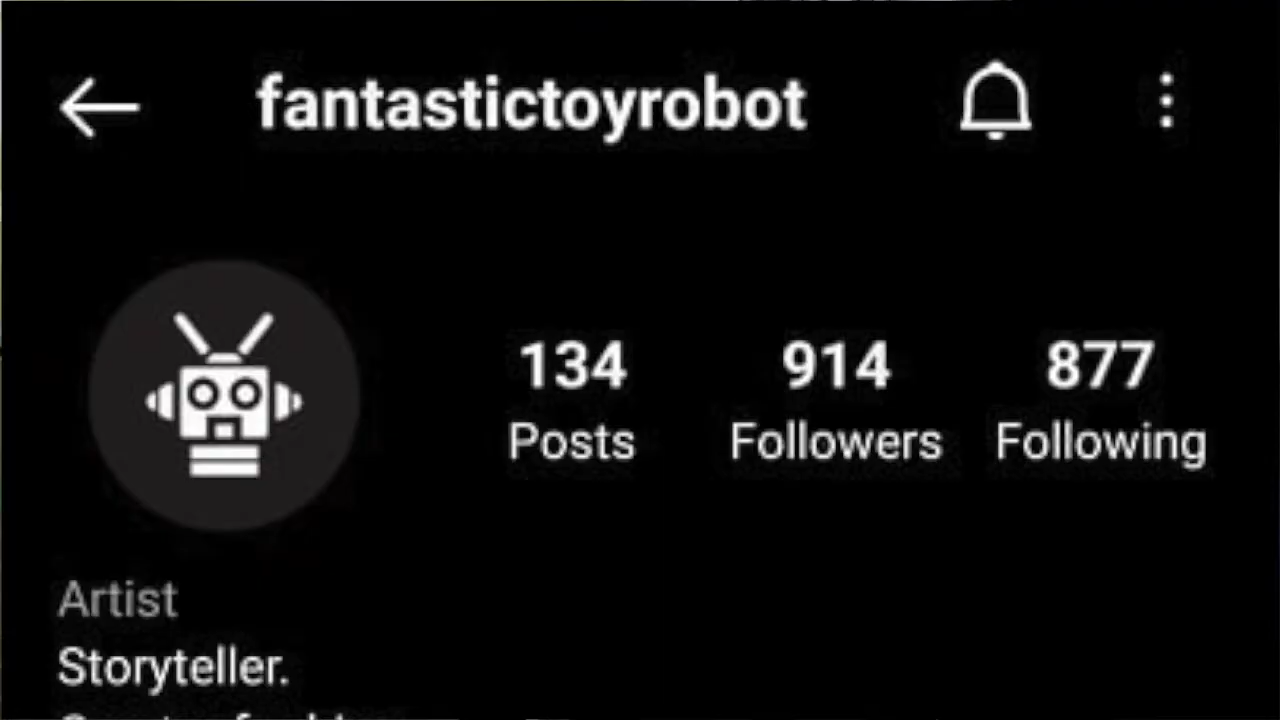 fantastictoyrobot
134 914 877
Posts Followers Following
Artist
Storyteller.